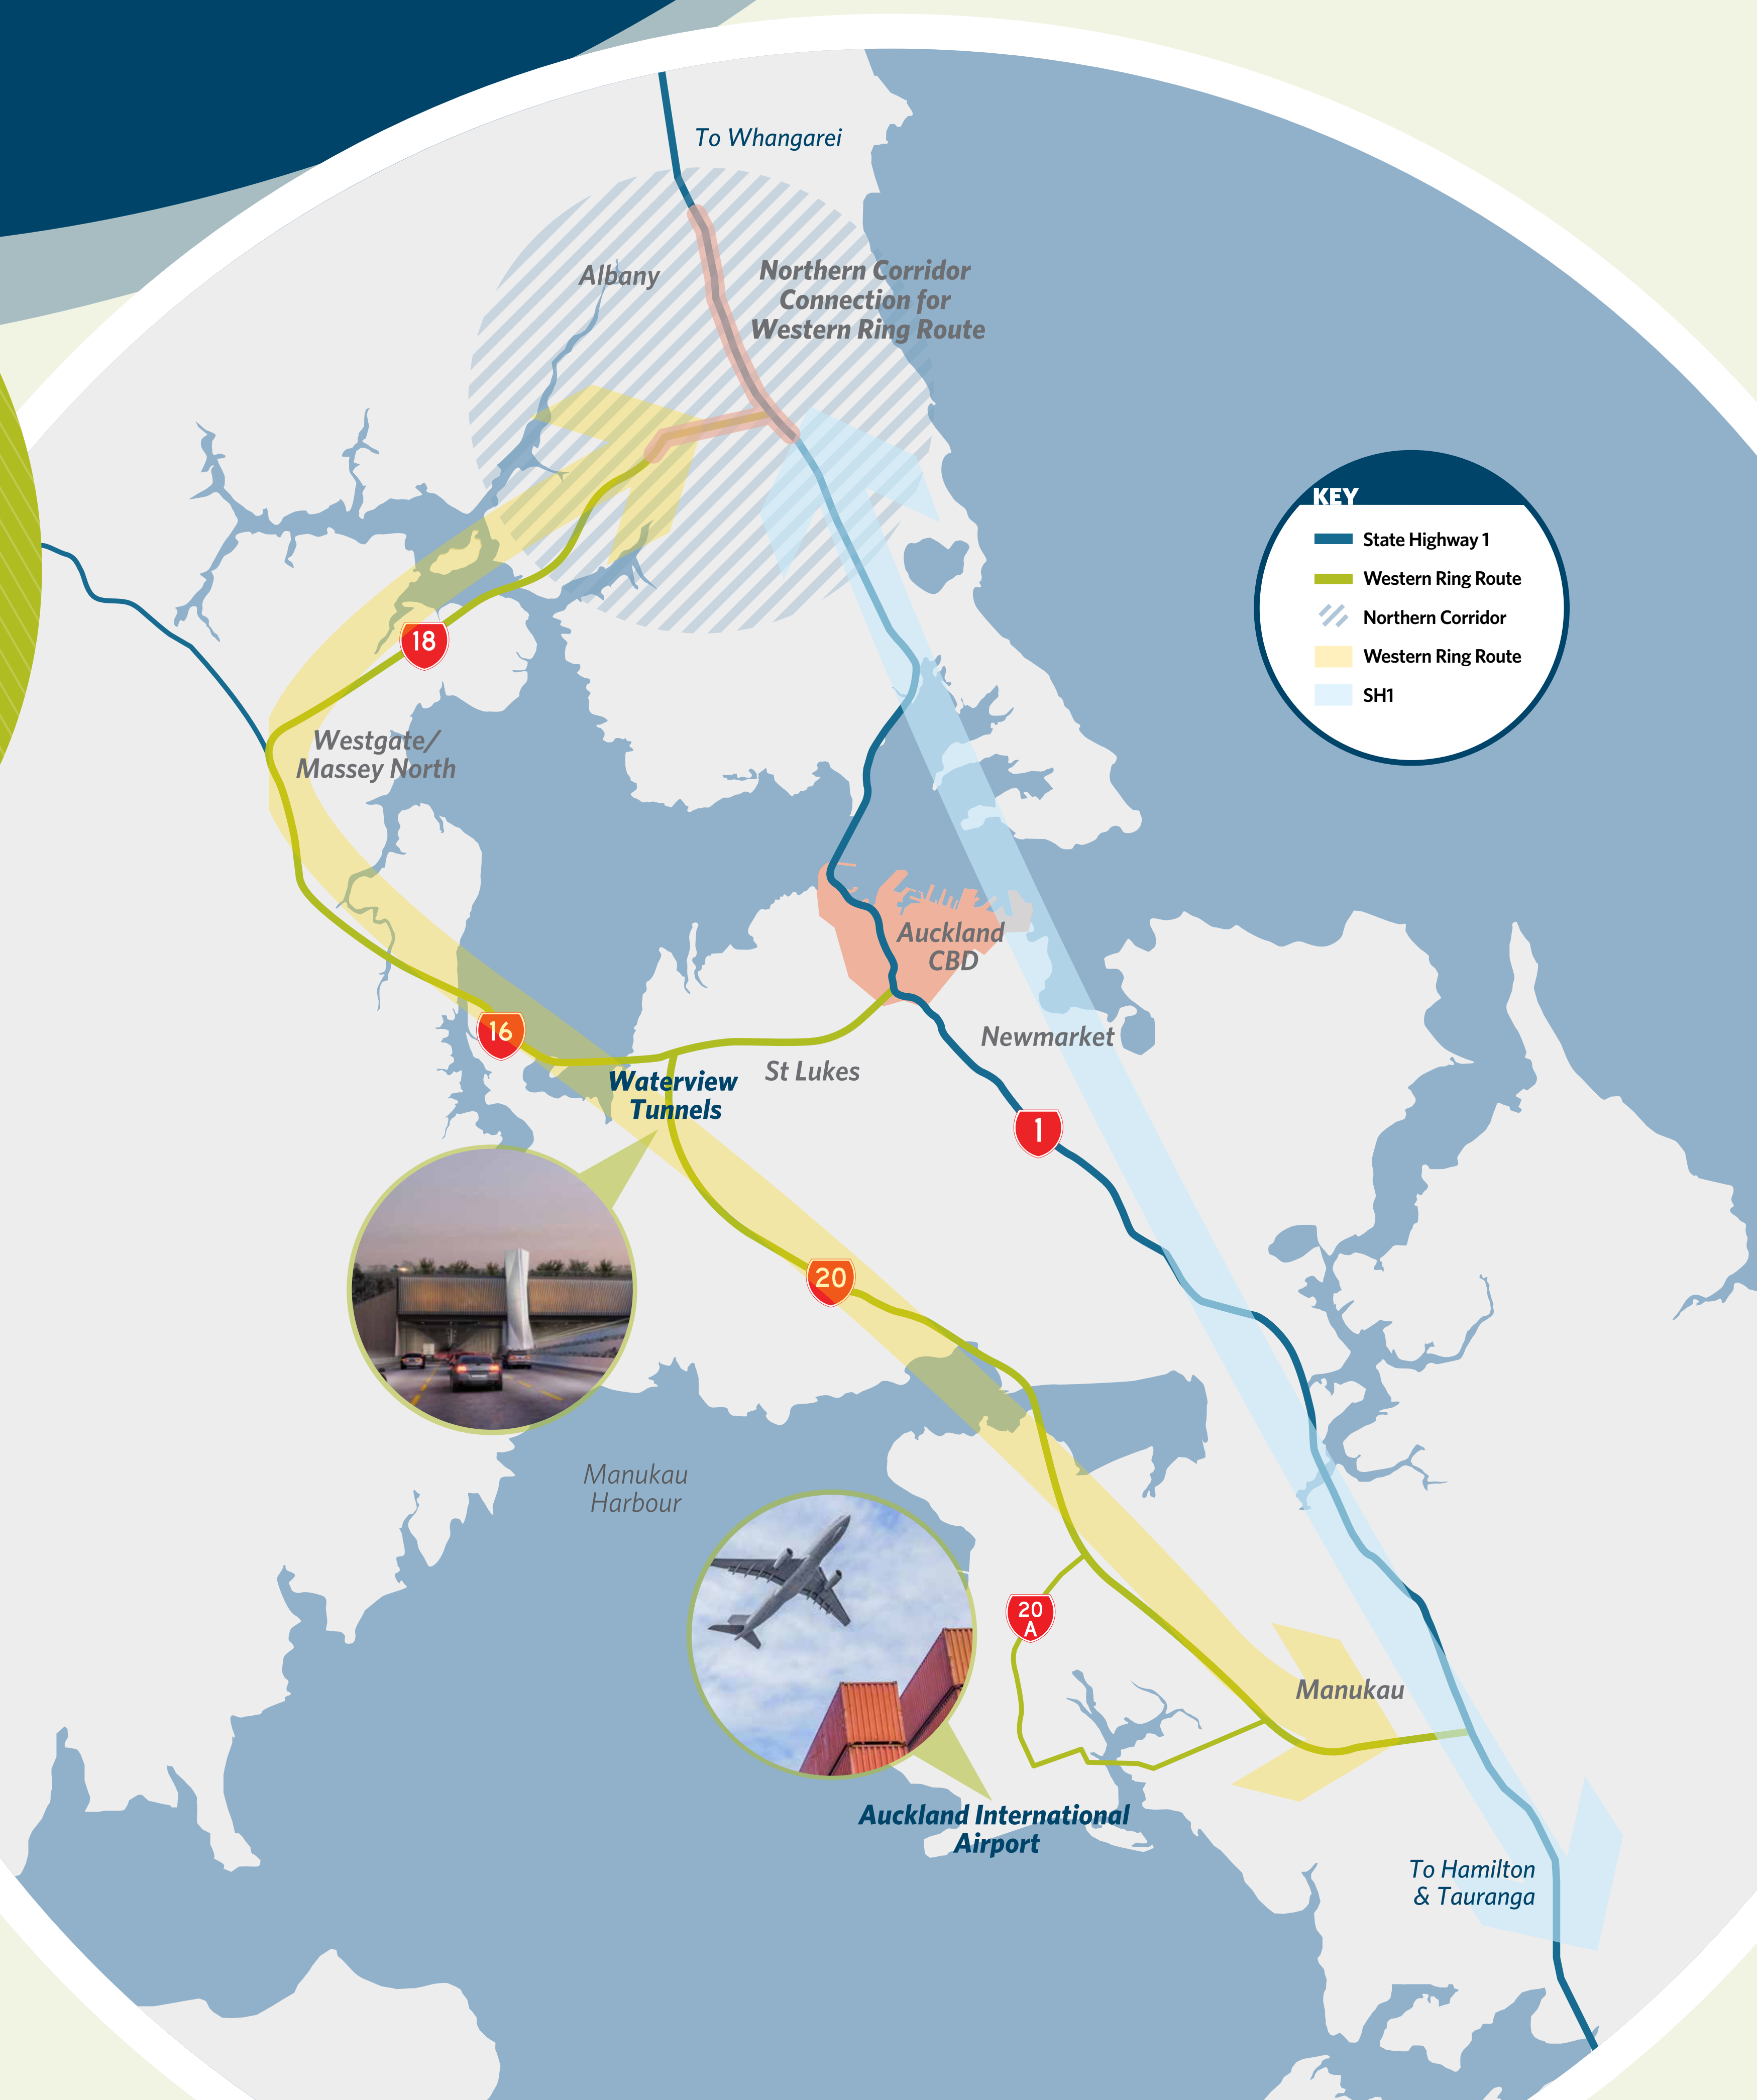 To Whangarei
Albany
Northern Corridor
Connection for
Western Ring Route
KEY
State Highway 1
Western Ring Route
Northern Corridor
Western Ring Route
SH1
18
Westgate/
Massey North
Auckland
CBD
16
Newmarket
St Lukes
Waterview
Tunnels
1
20
Manukau
Harbour
20
A
Manukau
Auckland International
Airport
To Hamilton
& Tauranga